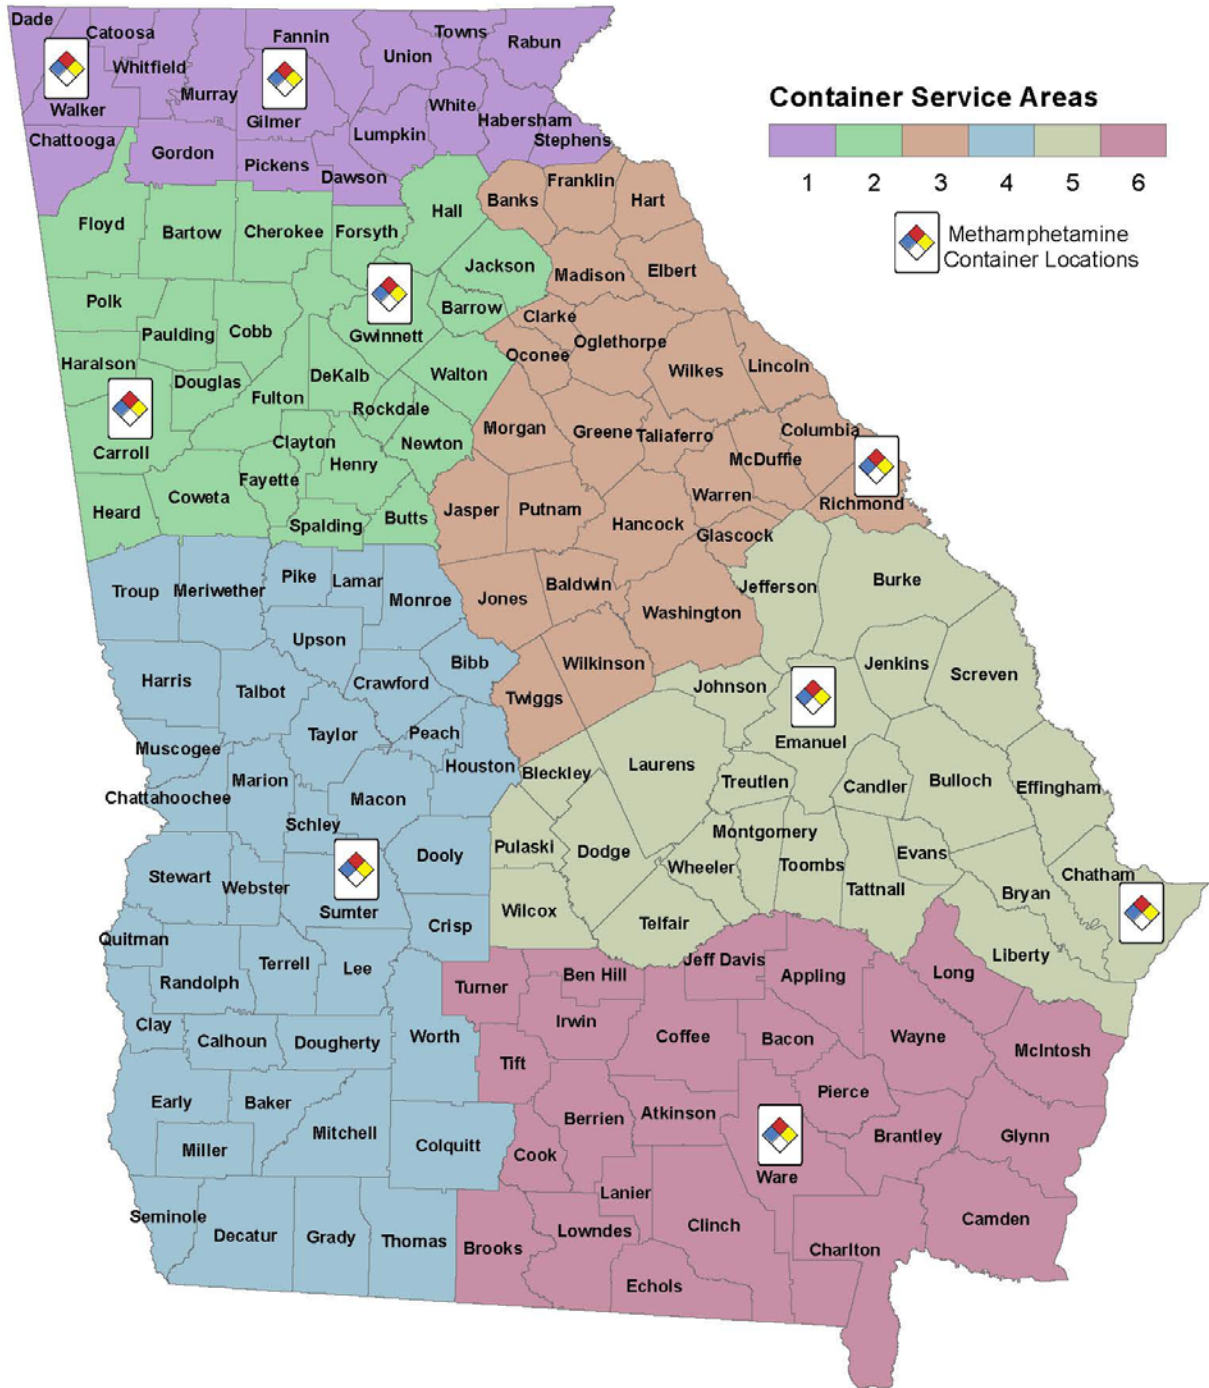 Container Service Areas
1 2 3 4 5 6
Methamphetamine
Container Locations
Dade
Catoosa
Fannin
Towns
Rabun
Union
Whitfield
Murray
Walker
Gilmer
White
Habersham
Lumpkin
Stephens
Chattooga
Gordon
Pickens
Dawson
Banks
Franklin
Hart
Hall
Floyd
Bartow
Cherokee
Forsyth
Jackson
Madison
Elbert
Polk
Barrow
Clarke
Paulding
Cobb
Gwinnett
Oglethorpe
Oconee
Haralson
Douglas
DeKalb
Walton
Wilkes
Lincoln
Fulton
Rockdale
Morgan
Greene
Taliaferro
Columbia
Carroll
Clayton
Newton
McDuffie
Henry
Fayette
Coweta
Heard
Spalding
Butts
Jasper
Putnam
Hancock
Warren
Richmond
Glascock
Troup
Meriwether
Pike
Lamar
Monroe
Jones
Baldwin
Washington
Jefferson
Burke
Upson
Bibb
Wilkinson
Jenkins
Screven
Harris
Talbot
Crawford
Twiggs
Johnson
Taylor
Peach
Emanuel
Muscogee
Houston
Bleckley
Laurens
Marion
Treutlen
Candler
Bulloch
Effingham
Chattahoochee
Macon
Schley
Montgomery
Dooly
Pulaski
Dodge
Wheeler
Toombs
Evans
Chatham
Stewart
Webster
Tattnall
Bryan
Sumter
Wilcox
Telfair
Crisp
Quitman
Terrell
Lee
Liberty
Randolph
Turner
Ben Hill
Jeff Davis
Appling
Long
Clay
Calhoun
Dougherty
Worth
Irwin
Coffee
Bacon
Wayne
McIntosh
Tift
Early
Baker
Pierce
Mitchell
Berrien
Atkinson
Miller
Colquitt
Cook
Brantley
Glynn
Ware
Lanier
Seminole
Decatur
Grady
Thomas
Brooks
Lowndes
Clinch
Camden
Charlton
Echols